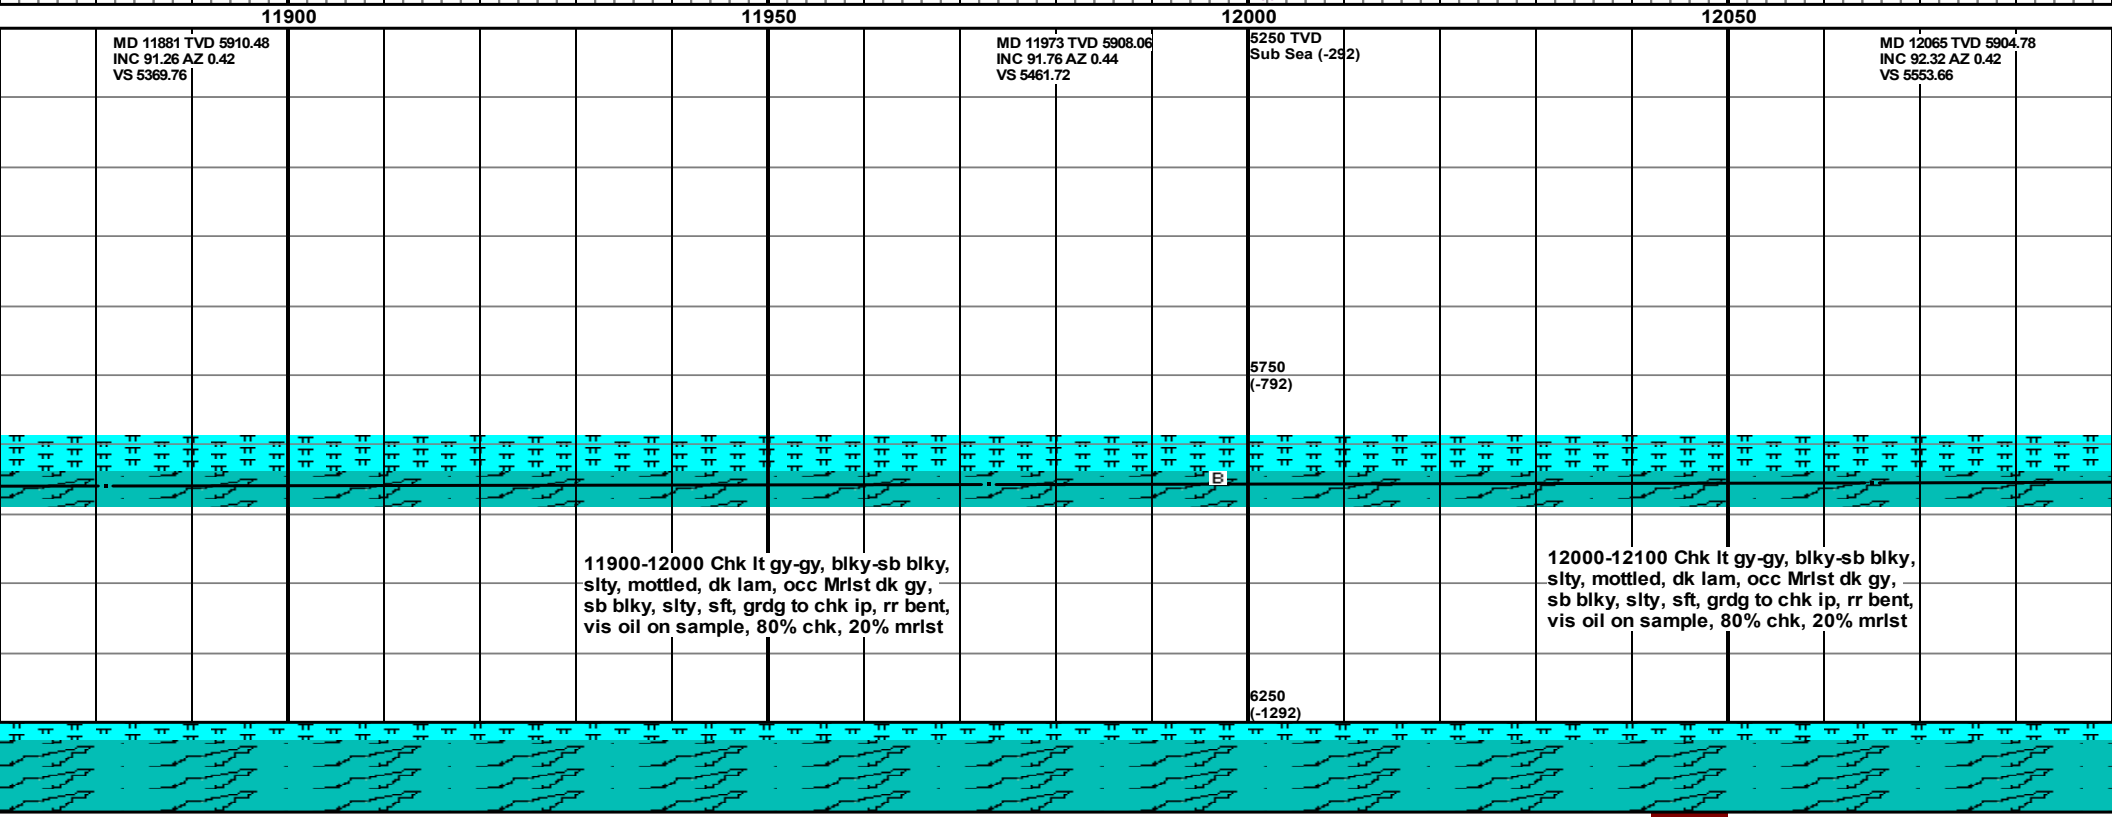 11900 11950 12000 12050
MD 11881 TVD 5910.48
INC 91.26 AZ 0.42
VS 5369.76
MD 11973 TVD 5908.06
INC 91.76 AZ 0.44
VS 5461.72
5250 TVD
Sub Sea (-292)
MD 12065 TVD 5904.78
INC 92.32 AZ 0.42
VS 5553.66
5750
(-792)
B
11900-12000 Chk lt gy-gy, blky-sb blky,
slty, mottled, dk lam, occ Mrlst dk gy,
sb blky, slty, sft, grdg to chk ip, rr bent,
vis oil on sample, 80% chk, 20% mrlst
12000-12100 Chk lt gy-gy, blky-sb blky,
slty, mottled, dk lam, occ Mrlst dk gy,
sb blky, slty, sft, grdg to chk ip, rr bent,
vis oil on sample, 80% chk, 20% mrlst
6250
(-1292)